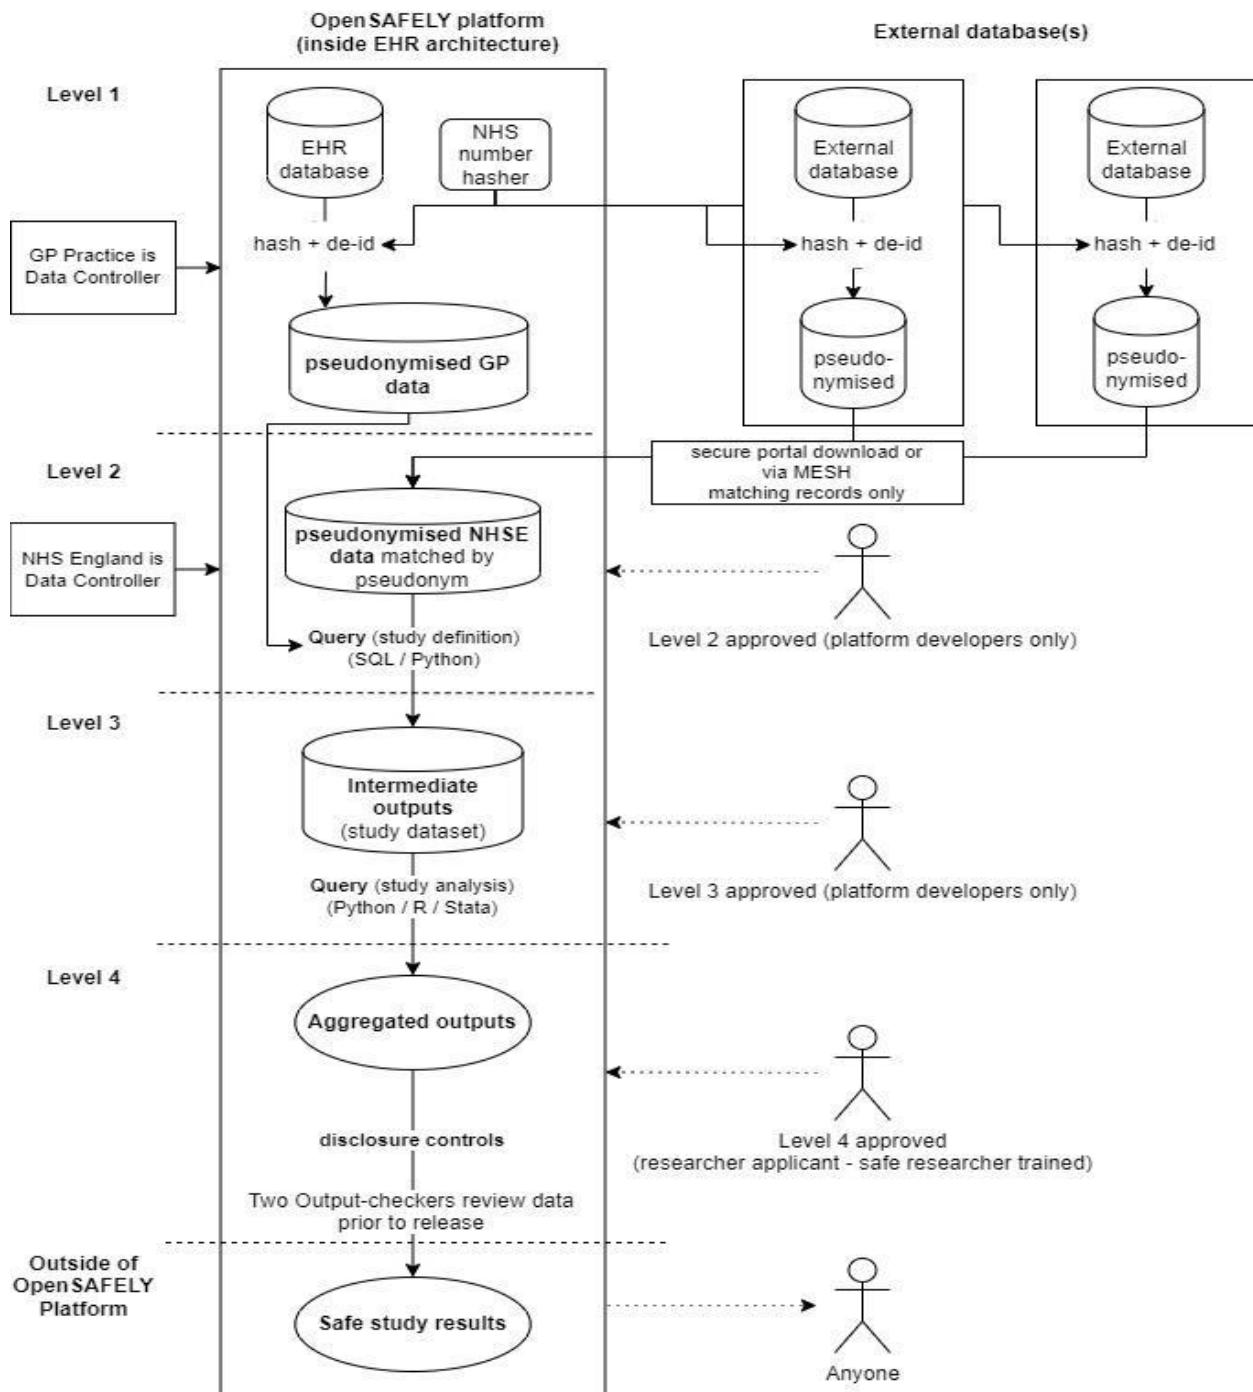 OpenSAFELY platform
(inside EHR architecture)
External database(s)
Level 1
EHR
database
NHS
number
hasher
External
database
External
database
hash + de-id
hash + de-id
hash + de-id
GP Practice is
Data Controller
pseudonymised GP
data
pseudo-
nymised
pseudo-
nymised
Level 2
secure portal download or
via MESH
matching records only
pseudonymised NHSE
data matched by
pseudonym
NHS England is
Data Controller
Level 2 approved (platform developers only)
Query (study definition)
(SQL / Python)
Level 3
Intermediate
outputs
(study dataset)
Level 3 approved (platform developers only)
Query (study analysis)
(Python / R / Stata)
Level 4
Aggregated outputs
disclosure controls
Level 4 approved
(researcher applicant - safe researcher trained)
Two Output-checkers review data
prior to release
Outside of
OpenSAFELY
Platform
Safe study results
Anyone